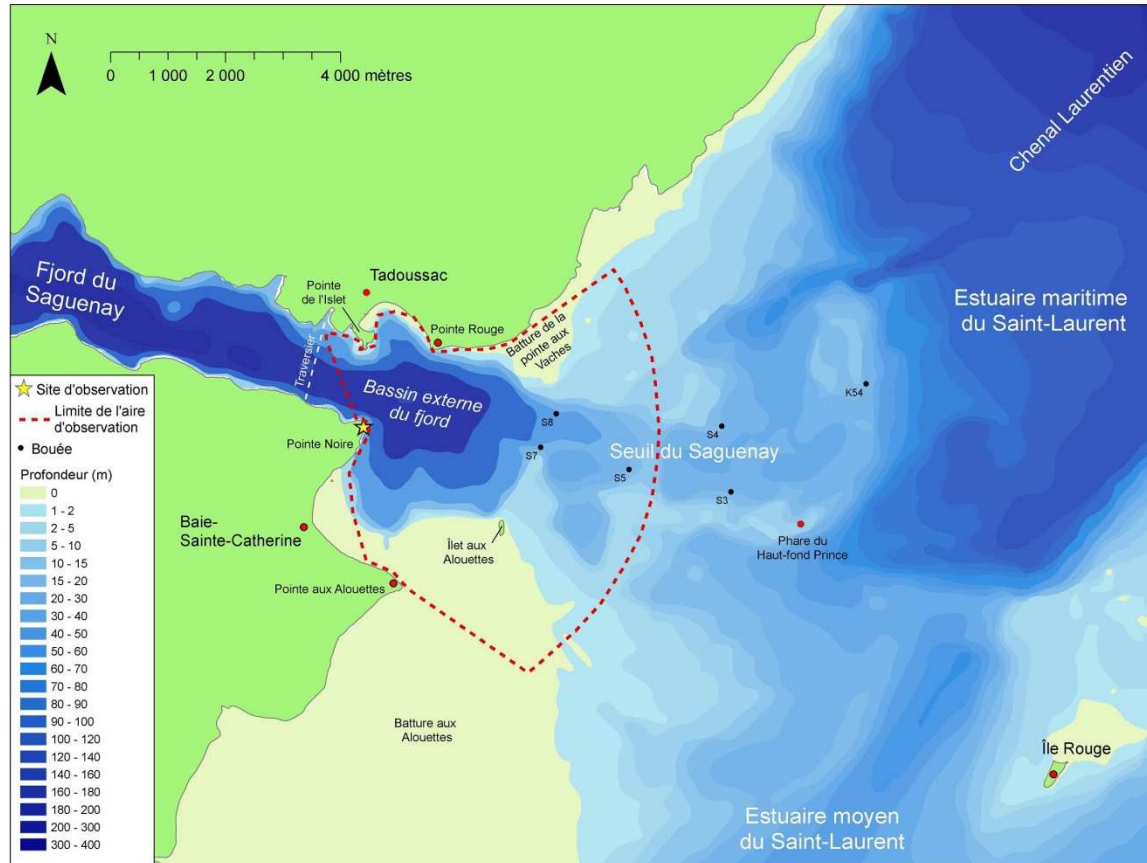 N
0 1 000 2 000 4 000 mètres
Chenal Laurentien
Fjord du
Saguenay
Pointe
de l'Islet
Tadoussac
Pointe Rouge
Batture de la
pointe aux
Vaches
Estuaire maritime
du Saint-Laurent
Traversier
Bassin externe
du fjord
K54
S8
S4
S7
Seuil du Saguenay
S5
S3
Pointe Noire
Baie-
Sainte-Catherine
Îlet aux
Alouettes
Phare du
Haut-fond Prince
Pointe aux Alouettes
Batture aux
Alouettes
Île Rouge
Estuaire moyen
du Saint-Laurent
Site d'observation
Limite de l'aire
d'observation
Bouée
Profondeur (m)
0
1 - 2
2 - 5
5 - 10
10 - 15
15 - 20
20 - 30
30 - 40
40 - 50
50 - 60
60 - 70
70 - 80
80 - 90
90 - 100
100 - 120
120 - 140
140 - 160
160 - 180
180 - 200
200 - 300
300 - 400